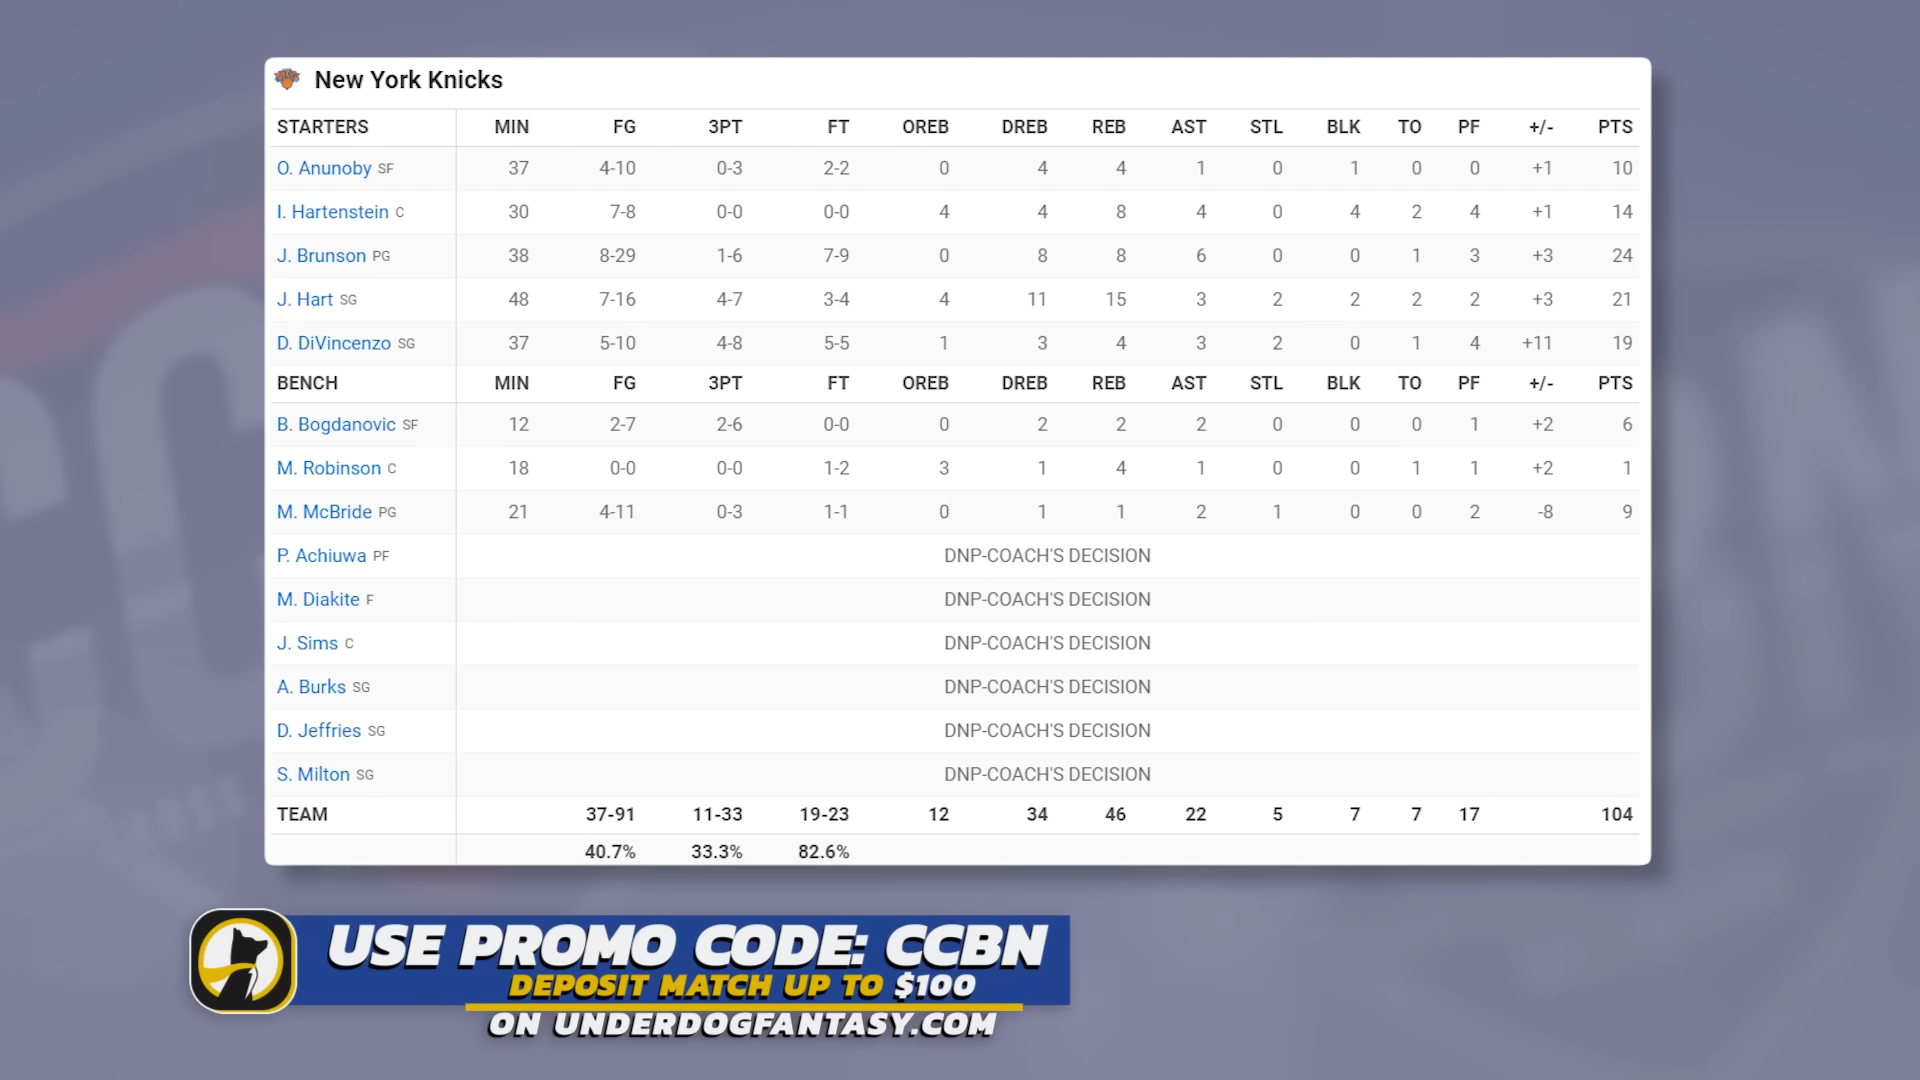 New York Knicks
STARTERS MIN FG 3PT FT OREB DREB REB AST STL BLK TO PF +/- PTS
O. Anunoby SF 37 4-10 0-3 2-2 0 4 4 1 0 1 0 0 +1 10
I. Hartenstein C 30 7-8 0-0 0-0 4 4 8 4 0 4 2 4 +1 14
J. Brunson PG 38 8-29 1-6 7-9 0 8 8 6 0 0 1 3 +3 24
J. Hart SG 48 7-16 4-7 3-4 4 11 15 3 2 2 2 2 +3 21
D. DiVincenzo SG 37 5-10 4-8 5-5 1 3 4 3 2 0 1 4 +11 19
BENCH MIN FG 3PT FT OREB DREB REB AST STL BLK TO PF +/- PTS
B. Bogdanovic SF 12 2-7 2-6 0-0 0 2 2 2 0 0 0 1 +2 6
M. Robinson C 18 0-0 0-0 1-2 3 1 4 1 0 0 1 1 +2 1
M. McBride PG 21 4-11 0-3 1-1 0 1 1 2 1 0 0 2 -8 9
P. Achiuwa PF DNP-COACH'S DECISION
M. Diakite F DNP-COACH'S DECISION
J. Sims C DNP-COACH'S DECISION
A. Burks SG DNP-COACH'S DECISION
D. Jeffries SG DNP-COACH'S DECISION
S. Milton SG DNP-COACH'S DECISION
TEAM 37-91 11-33 19-23 12 34 46 22 5 7 7 17 104
40.7% 33.3% 82.6%
USE PROMO CODE: CCBN
DEPOSIT MATCH UP TO $100
ON UNDERDOGFANTASY.COM